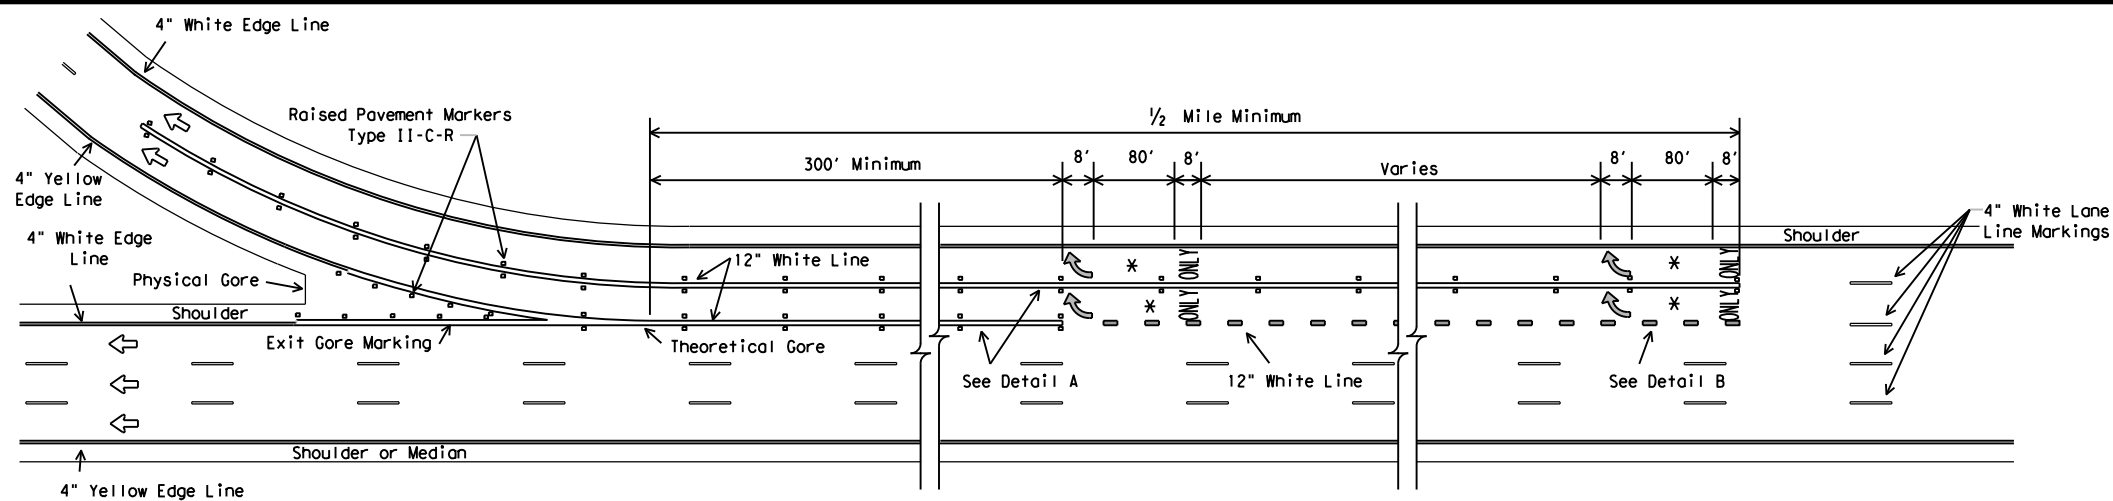 4" White Edge Line
Raised Pavement Markers
Type II-C-R
½ Mile Minimum
300' Minimum
8'
80'
8'
Varies
8'
80'
8'
4" Yellow
Edge Line
4" White Edge
Line
Physical Gore
Shoulder
Exit Gore Marking
12" White Line
Theoretical Gore
*
ONLY
*
ONLY
*
ONLY
*
ONLY
See Detail A
12" White Line
See Detail B
Shoulder
4" White Lane
Line Markings
Shoulder or Median
4" Yellow Edge Line